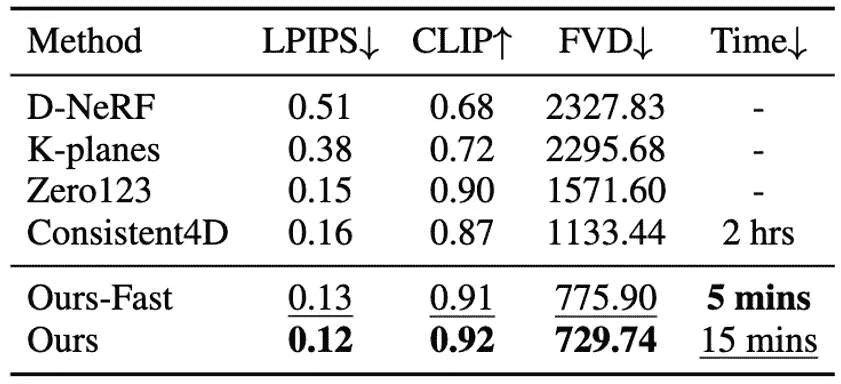 Method LPIPS↓ CLIP↑ FVD↓ Time↓
D-NeRF 0.51 0.68 2327.83 -
K-planes 0.38 0.72 2295.68 -
Zero123 0.15 0.90 1571.60 -
Consistent4D 0.16 0.87 1133.44 2 hrs
Ours-Fast 0.13 0.91 775.90 5 mins
Ours 0.12 0.92 729.74 15 mins